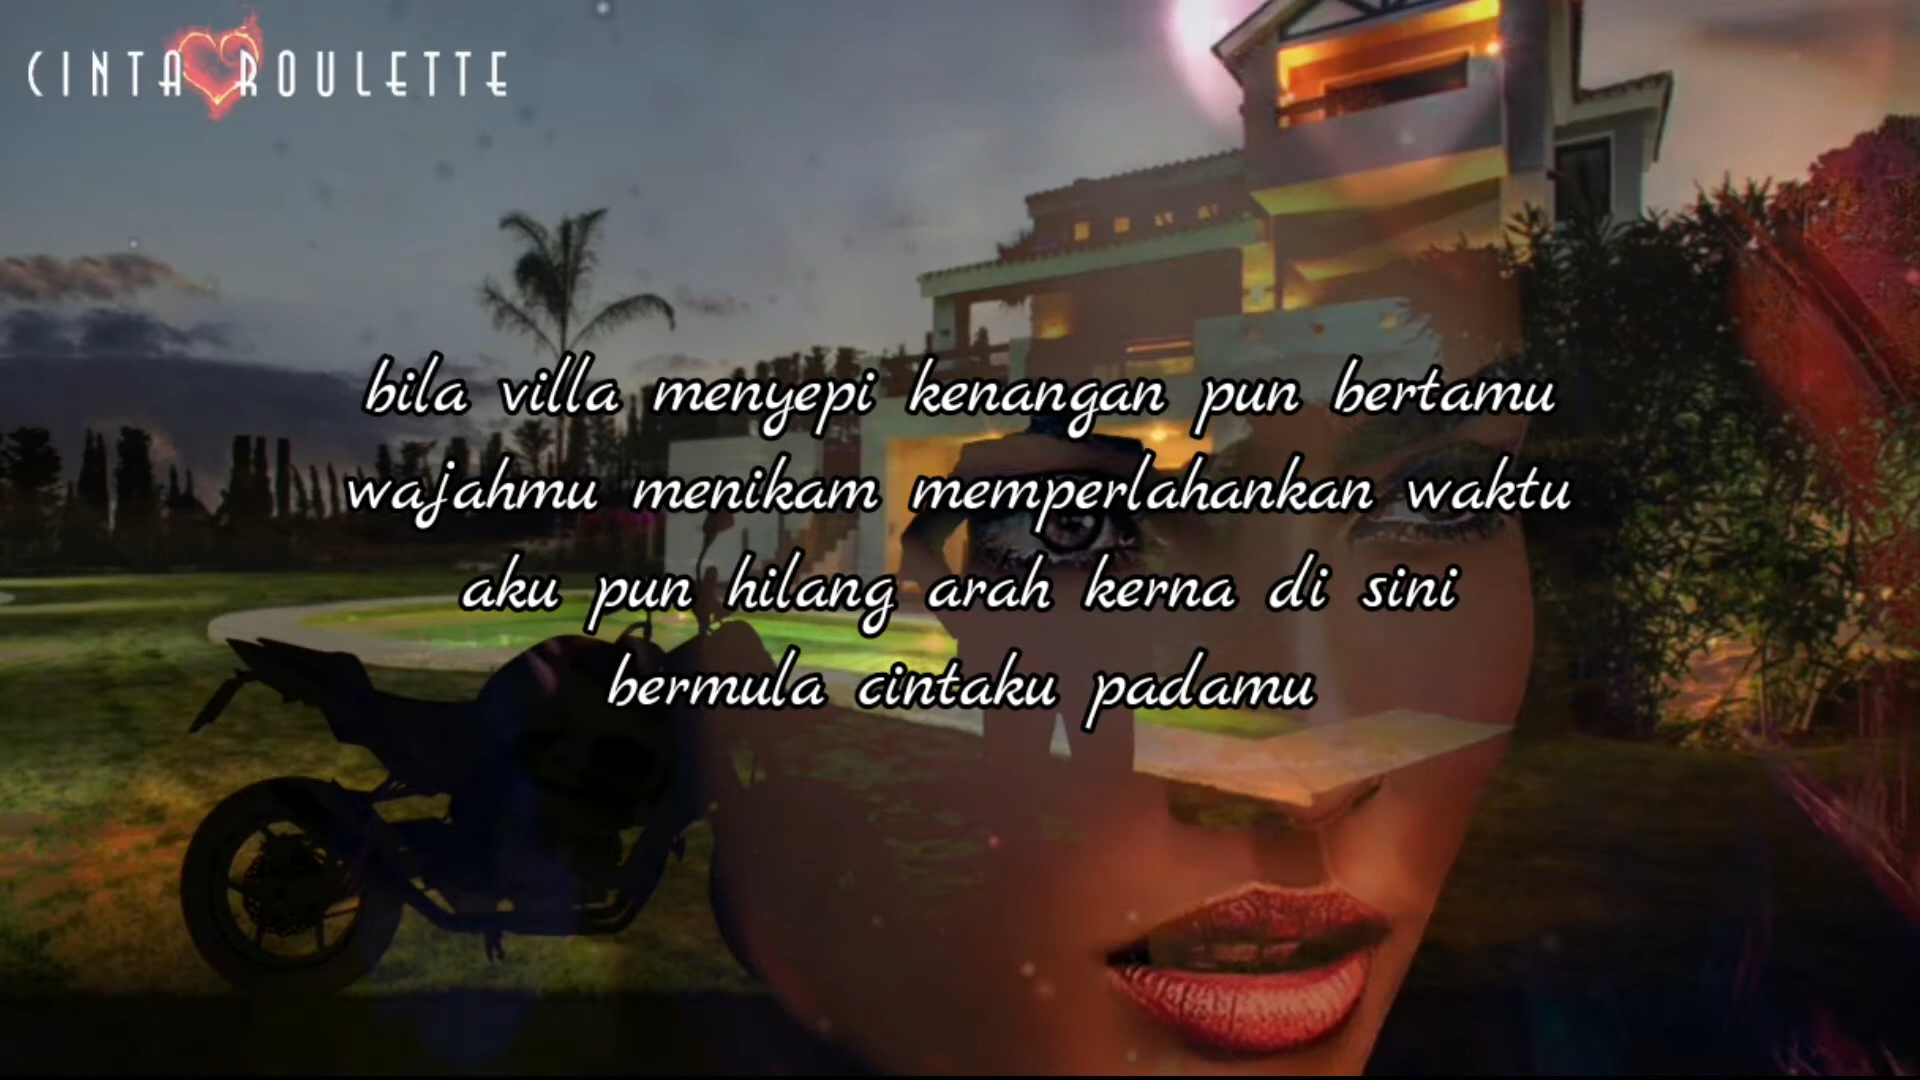 CINTA ROULETTE
bila villa menyepi kenangan pun bertamu
wajahmu menikam memperlahankan waktu
aku pun hilang arah kerna di sini
bermula cintaku padamu